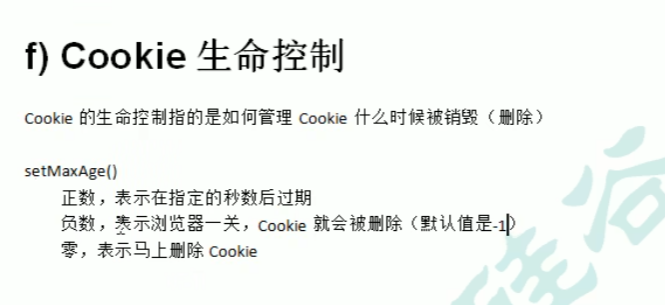 f) Cookie 生命控制
Cookie 的生命控制指的是如何管理 Cookie 什么时候被销毁（删除）
setMaxAge()
正数，表示在指定的秒数后过期
负数，表示浏览器一关，Cookie 就会被删除（默认值是-1）
零，表示马上删除 Cookie
硅谷